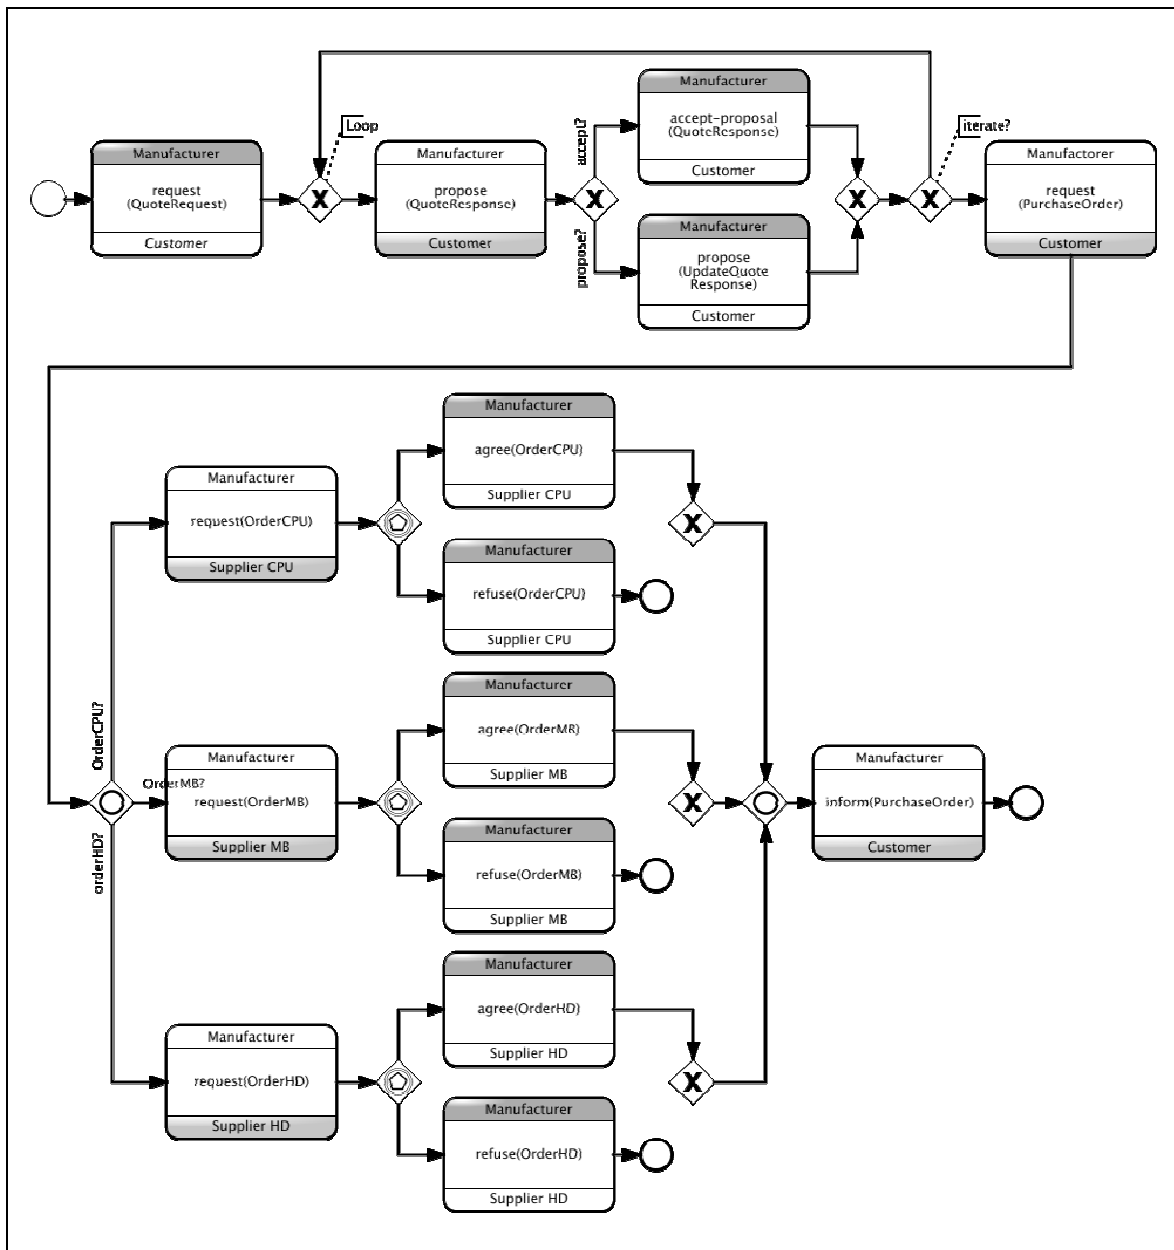 Manufacturer
request
(QuoteRequest)
Customer
Loop
Manufacturer
propose
(QuoteResponse)
Customer
accept?
propose?
Manufacturer
accept-proposal
(QuoteResponse)
Customer
Manufacturer
propose
(UpdateQuote
Response)
Customer
iterate?
Manufactorer
request
(PurchaseOrder)
Customer
OrderCPU?
OrderMB?
orderHD?
Manufacturer
request(OrderCPU)
Supplier CPU
Manufacturer
agree(OrderCPU)
Supplier CPU
Manufacturer
refuse(OrderCPU)
Supplier CPU
Manufacturer
request(OrderMB)
Supplier MB
Manufacturer
agree(OrderMB)
Supplier MB
Manufacturer
refuse(OrderMB)
Supplier MB
Manufacturer
request(OrderHD)
Supplier HD
Manufacturer
agree(OrderHD)
Supplier HD
Manufacturer
refuse(OrderHD)
Supplier HD
Manufacturer
inform(PurchaseOrder)
Customer